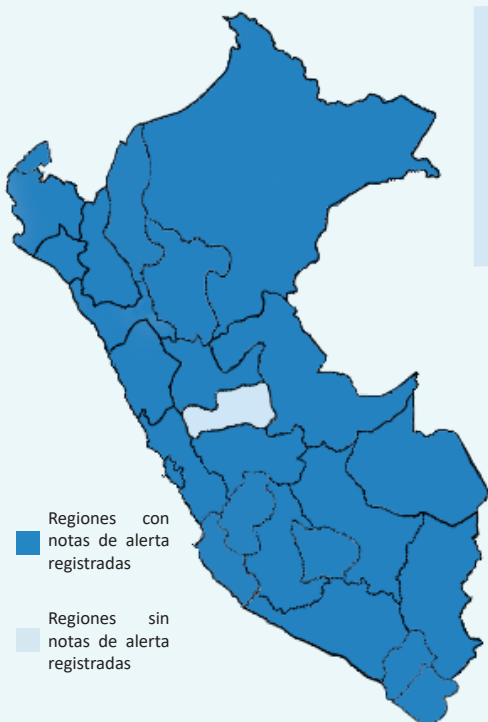 Regiones con
notas de alerta
registradas
Regiones sin
notas de alerta
registradas